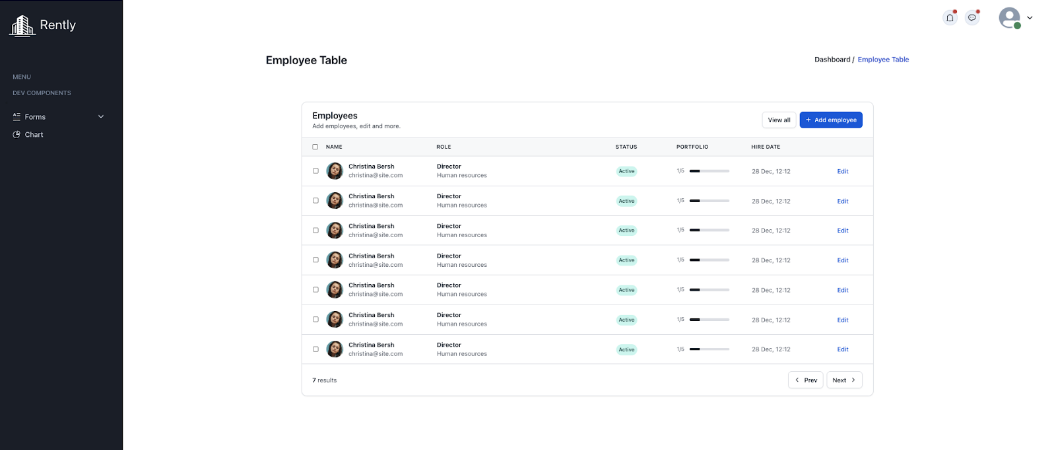 Rently
MENU
DEV COMPONENTS
Forms
Chart
Employee Table
Dashboard / Employee Table
Employees
Add employees, edit and more.
View all
+ Add employee
NAME ROLE STATUS PORTFOLIO HIRE DATE
Christina Bersh Director
christina@site.com Human resources
Active 1/5 28 Dec, 12:12 Edit
Christina Bersh Director
christina@site.com Human resources
Active 1/5 28 Dec, 12:12 Edit
Christina Bersh Director
christina@site.com Human resources
Active 1/5 28 Dec, 12:12 Edit
Christina Bersh Director
christina@site.com Human resources
Active 1/5 28 Dec, 12:12 Edit
Christina Bersh Director
christina@site.com Human resources
Active 1/5 28 Dec, 12:12 Edit
Christina Bersh Director
christina@site.com Human resources
Active 1/5 28 Dec, 12:12 Edit
Christina Bersh Director
christina@site.com Human resources
Active 1/5 28 Dec, 12:12 Edit
7 results
Prev Next